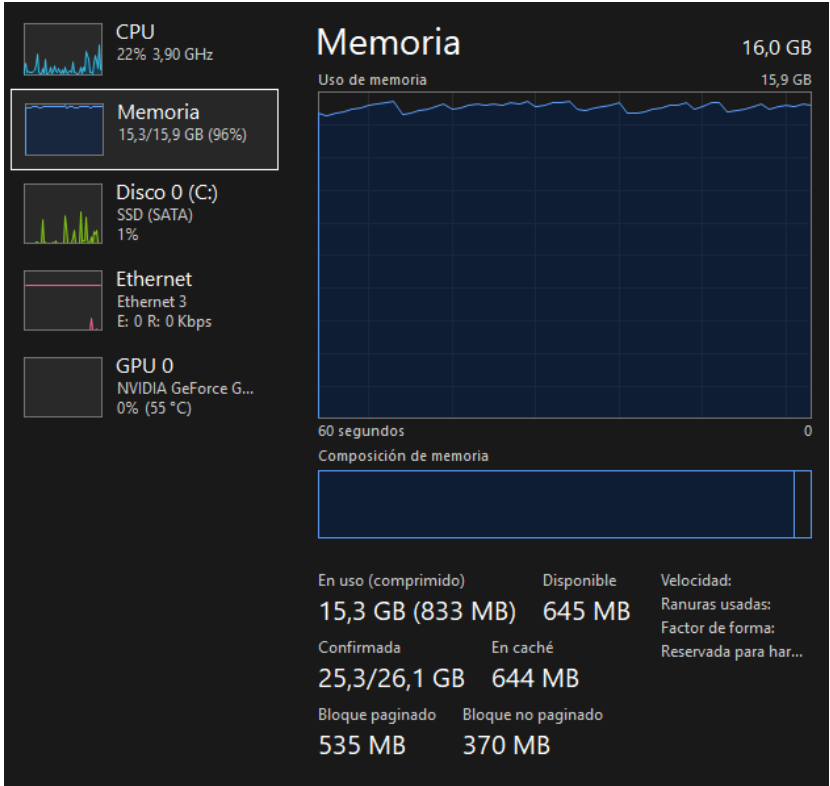 CPU
22% 3,90 GHz
Memoria
15,3/15,9 GB (96%)
Disco 0 (C:)
SSD (SATA)
1%
Ethernet
Ethernet 3
E: 0 R: 0 Kbps
GPU 0
NVIDIA GeForce G...
0% (55 °C)
Memoria 16,0 GB
Uso de memoria 15,9 GB
60 segundos 0
Composición de memoria
En uso (comprimido) Disponible
15,3 GB (833 MB) 645 MB
Confirmada En caché
25,3/26,1 GB 644 MB
Bloque paginado Bloque no paginado
535 MB 370 MB
Velocidad:
Ranuras usadas:
Factor de forma:
Reservada para har...